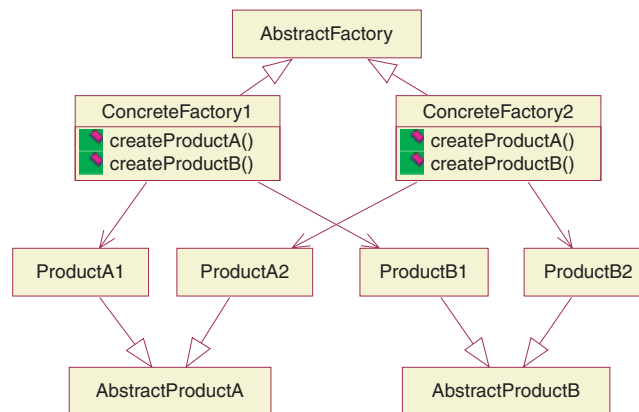 AbstractFactory
ConcreteFactory1
createProductA()
createProductB()
ConcreteFactory2
createProductA()
createProductB()
ProductA1
ProductA2
ProductB1
ProductB2
AbstractProductA
AbstractProductB